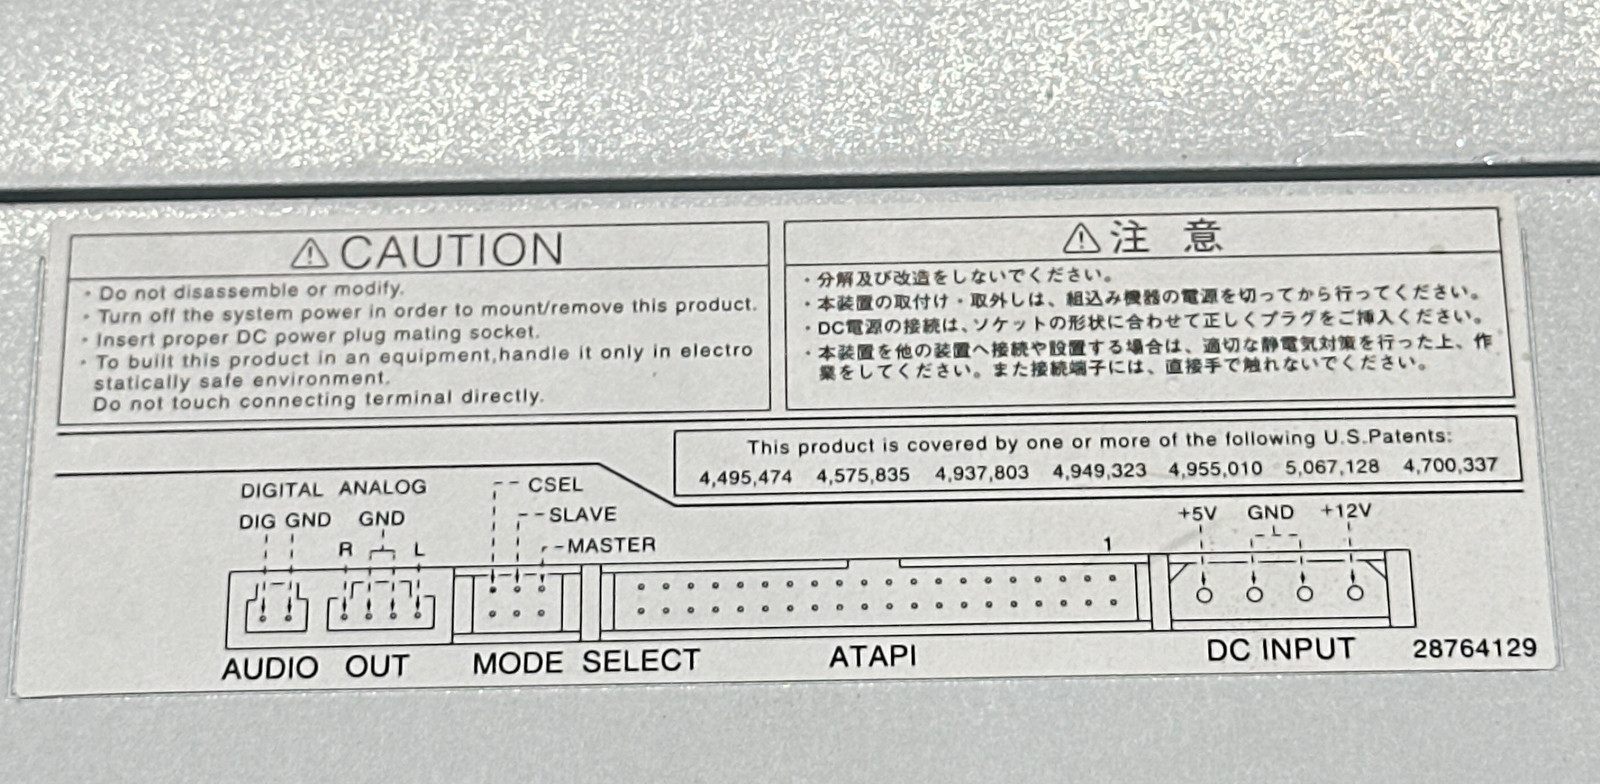 ⚠CAUTION
・Do not disassemble or modify.
・Turn off the system power in order to mount/remove this product.
・Insert proper DC power plug mating socket.
・To built this product in an equipment,handle it only in electro
statically safe environment.
Do not touch connecting terminal directly.
⚠注 意
・分解及び改造をしないでください。
・本装置の取付け・取外しは、組込み機器の電源を切ってから行ってください。
・DC電源の接続は、ソケットの形状に合わせて正しくプラグをご挿入ください。
・本装置を他の装置へ接続や設置する場合は、適切な静電気対策を行った上、作
業をしてください。また接続端子には、直接手で触れないでください。
This product is covered by one or more of the following U.S.Patents:
4,495,474 4,575,835 4,937,803 4,949,323 4,955,010 5,067,128 4,700,337
DIGITAL ANALOG
DIG GND GND
R L
CSEL
SLAVE
MASTER
1
+5V GND +12V
AUDIO OUT MODE SELECT ATAPI DC INPUT 28764129